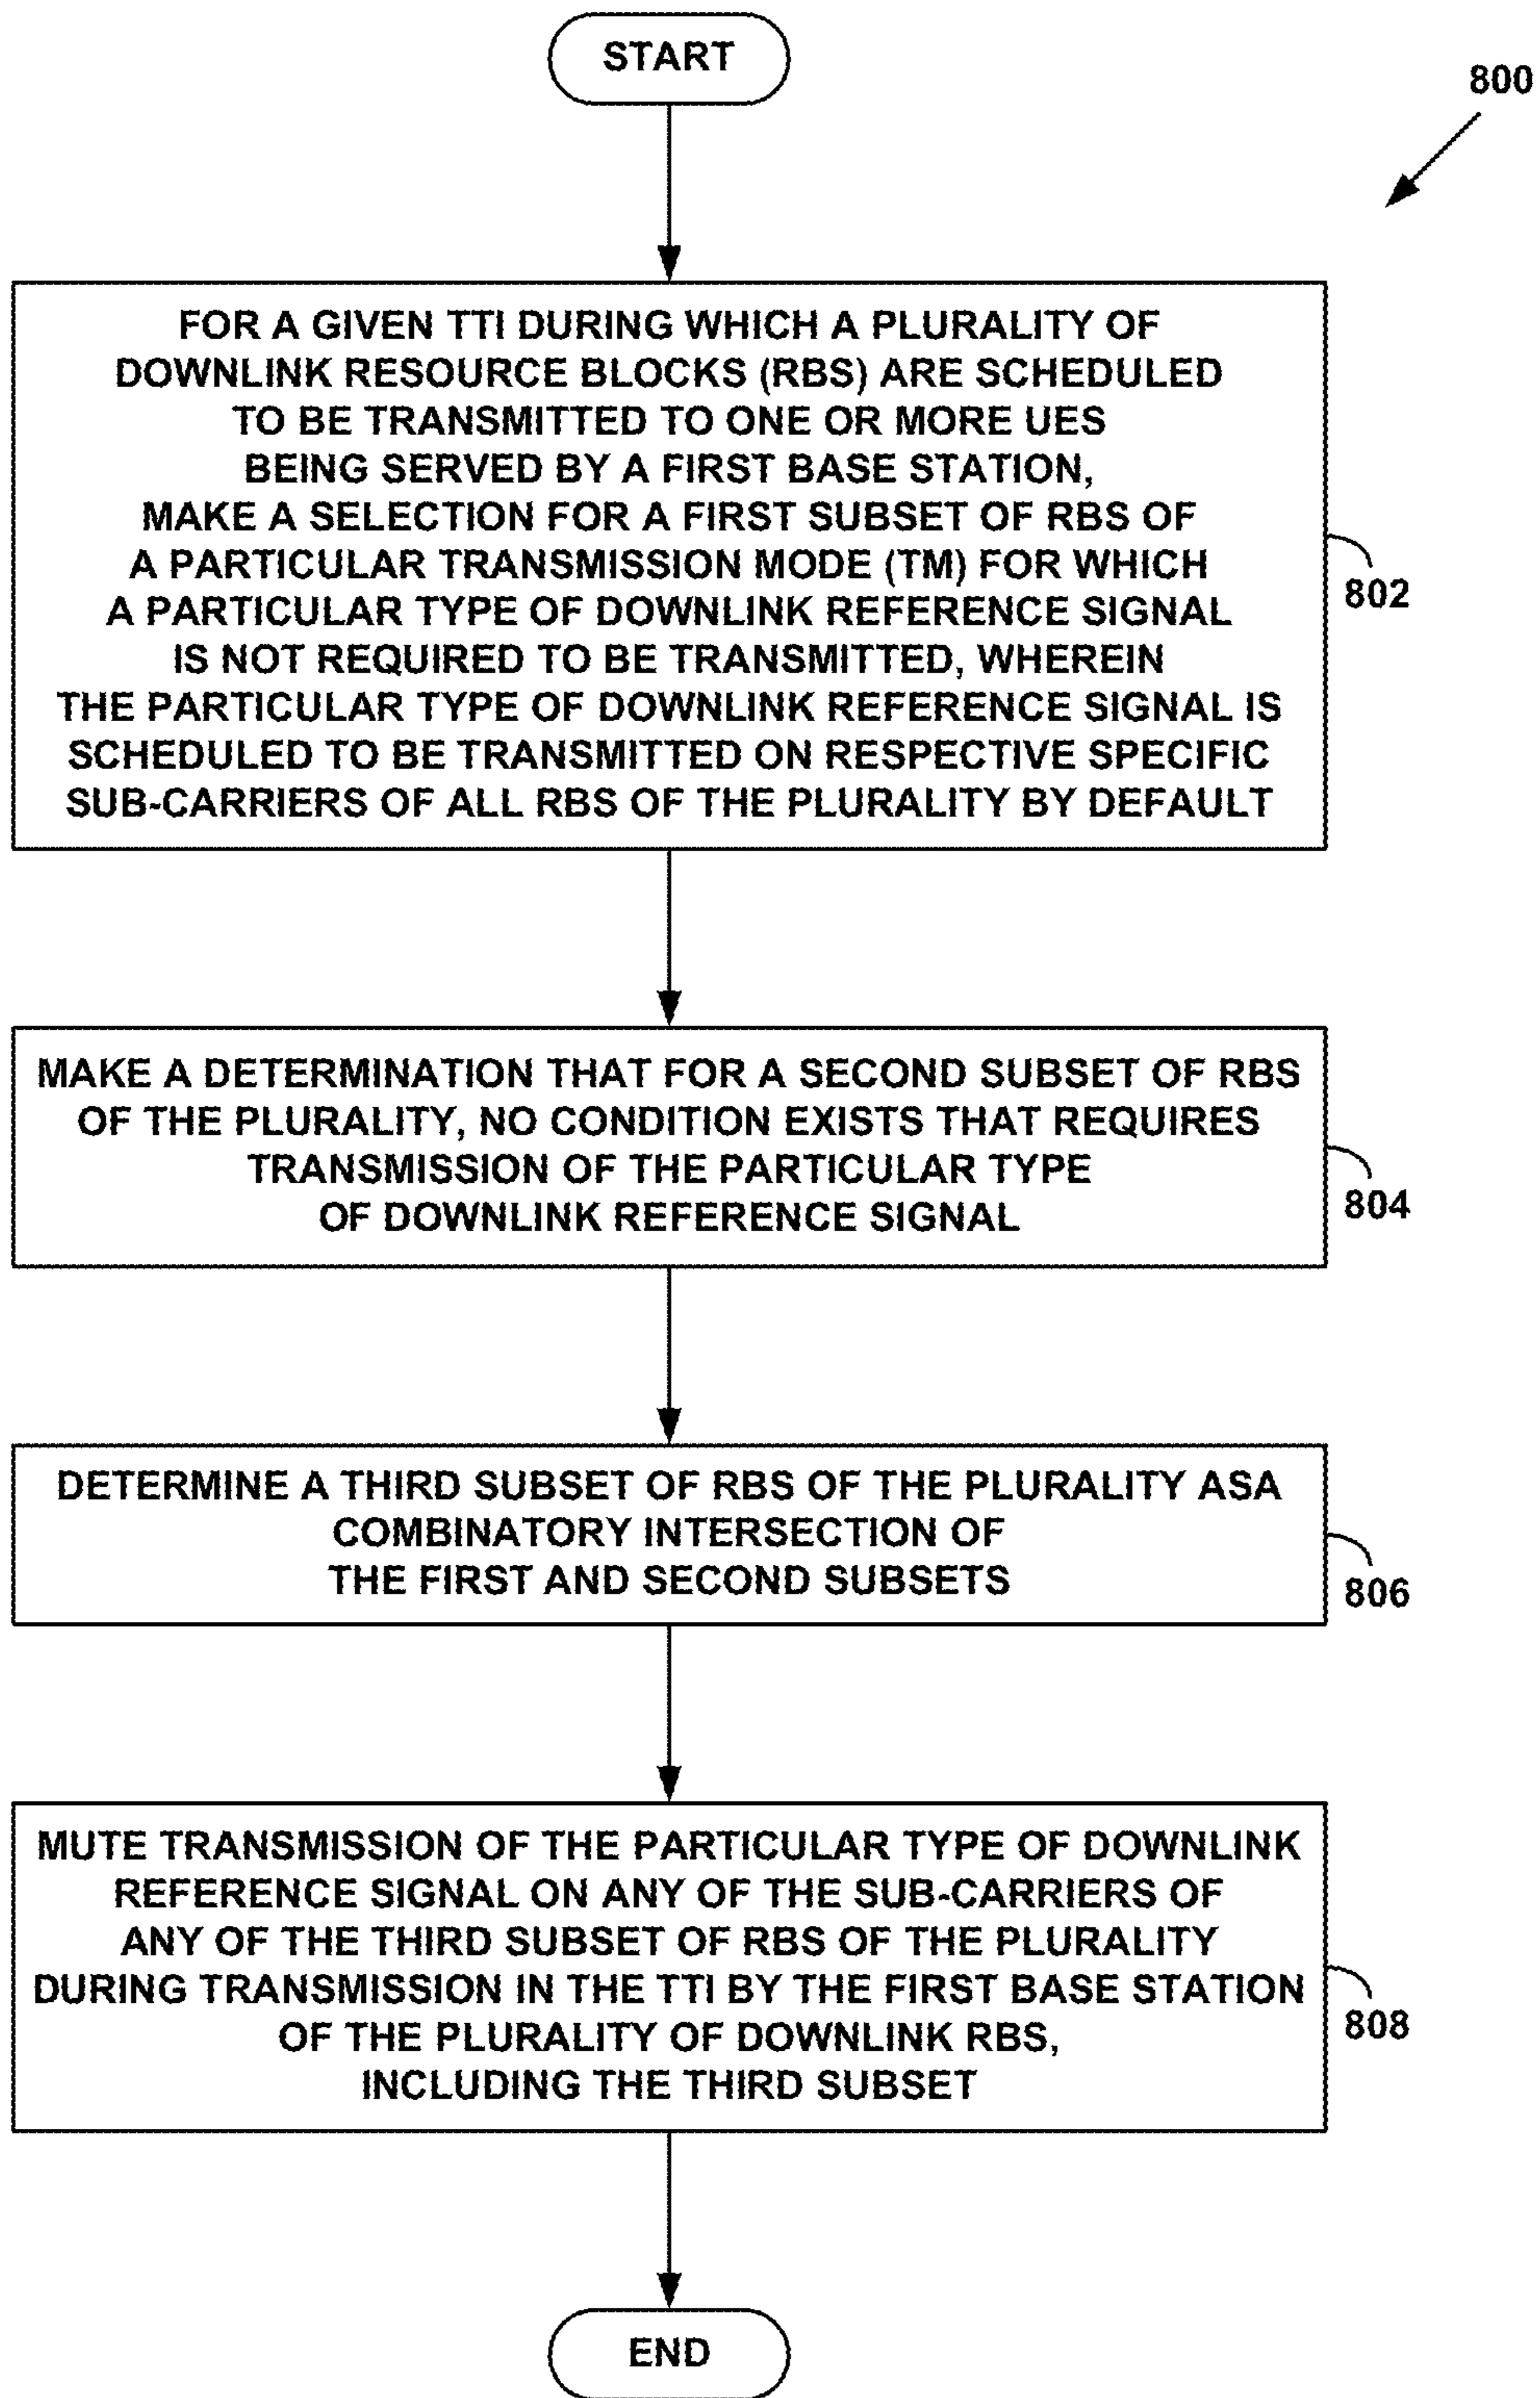 START
800
FOR A GIVEN TTI DURING WHICH A PLURALITY OF
DOWNLINK RESOURCE BLOCKS (RBS) ARE SCHEDULED
TO BE TRANSMITTED TO ONE OR MORE UES
BEING SERVED BY A FIRST BASE STATION,
MAKE A SELECTION FOR A FIRST SUBSET OF RBS OF
A PARTICULAR TRANSMISSION MODE (TM) FOR WHICH
A PARTICULAR TYPE OF DOWNLINK REFERENCE SIGNAL
IS NOT REQUIRED TO BE TRANSMITTED, WHEREIN
THE PARTICULAR TYPE OF DOWNLINK REFERENCE SIGNAL IS
SCHEDULED TO BE TRANSMITTED ON RESPECTIVE SPECIFIC
SUB-CARRIERS OF ALL RBS OF THE PLURALITY BY DEFAULT
802
MAKE A DETERMINATION THAT FOR A SECOND SUBSET OF RBS
OF THE PLURALITY, NO CONDITION EXISTS THAT REQUIRES
TRANSMISSION OF THE PARTICULAR TYPE
OF DOWNLINK REFERENCE SIGNAL
804
DETERMINE A THIRD SUBSET OF RBS OF THE PLURALITY ASA
COMBINATORY INTERSECTION OF
THE FIRST AND SECOND SUBSETS
806
MUTE TRANSMISSION OF THE PARTICULAR TYPE OF DOWNLINK
REFERENCE SIGNAL ON ANY OF THE SUB-CARRIERS OF
ANY OF THE THIRD SUBSET OF RBS OF THE PLURALITY
DURING TRANSMISSION IN THE TTI BY THE FIRST BASE STATION
OF THE PLURALITY OF DOWNLINK RBS,
INCLUDING THE THIRD SUBSET
808
END